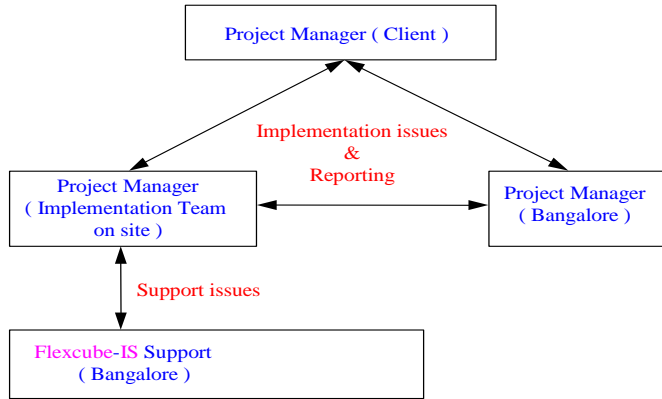 Project Manager ( Client )
Implementation issues
&
Reporting
Project Manager
( Implementation Team
on site )
Project Manager
( Bangalore )
Support issues
Flexcube-IS Support
( Bangalore )